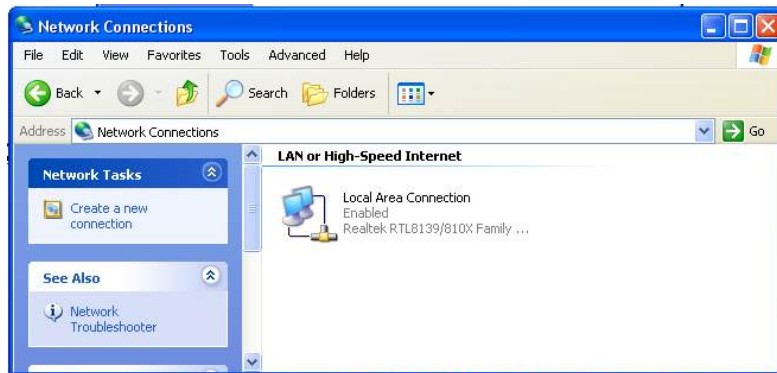 Network Connections
File Edit View Favorites Tools Advanced Help
Back Search Folders
Address Network Connections Go
Network Tasks
Create a new
connection
See Also
Network
Troubleshooter
LAN or High-Speed Internet
Local Area Connection
Enabled
Realtek RTL8139/810X Family ...